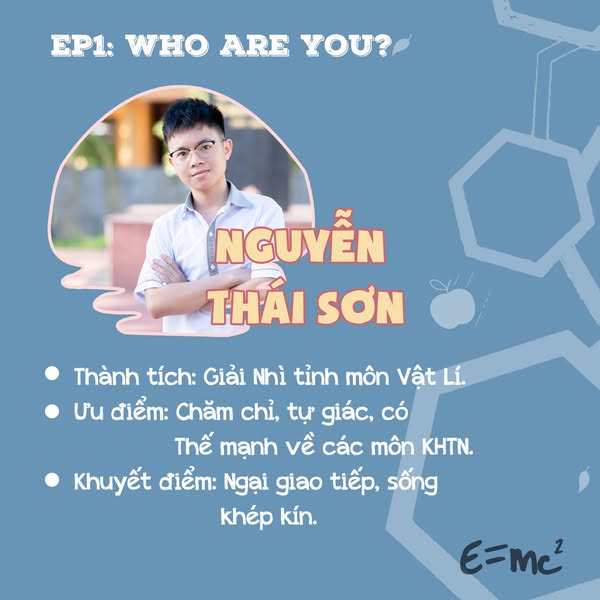 EP1: WHO ARE YOU?
NGUYỄN
THÁI SƠN
Thành tích: Giải Nhì tỉnh môn Vật Lí.
Ưu điểm: Chăm chỉ, tự giác, có
Thế mạnh về các môn KHTN.
Khuyết điểm: Ngại giao tiếp, sống
khép kín.
E=mc²